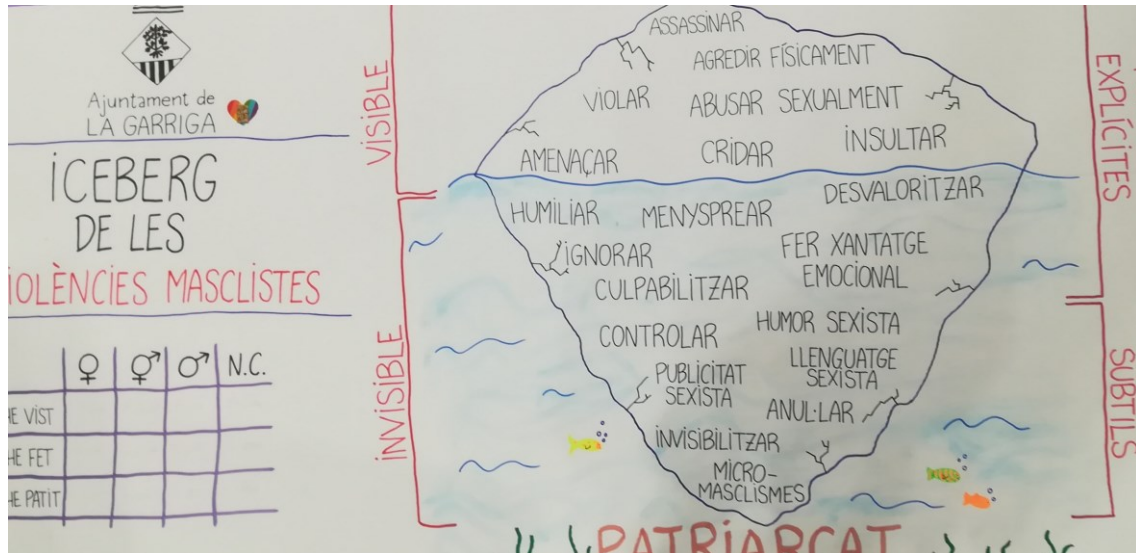 Ajuntament de
LA GARRIGA
ICEBERG
DE LES
VIOLÈNCIES MASCLISTES
♀ ⚥ ♂ N.C.
HE VIST
HE FET
HE PATIT
VISIBLE
INVISIBLE
ASSASSINAR
AGREDIR FÍSICAMENT
VIOLAR
ABUSAR SEXUALMENT
AMENAÇAR
CRIDAR
INSULTAR
HUMILIAR
MENYSPREAR
DESVALORITZAR
IGNORAR
FER XANTATGE
EMOCIONAL
CULPABILITZAR
CONTROLAR
HUMOR SEXISTA
LLENGUATGE
SEXISTA
PUBLICITAT
SEXISTA
ANUL·LAR
INVISIBILITZAR
MICRO-
MASCLISMES
PATRIARCAT
EXPLÍCITES
SUBTILS